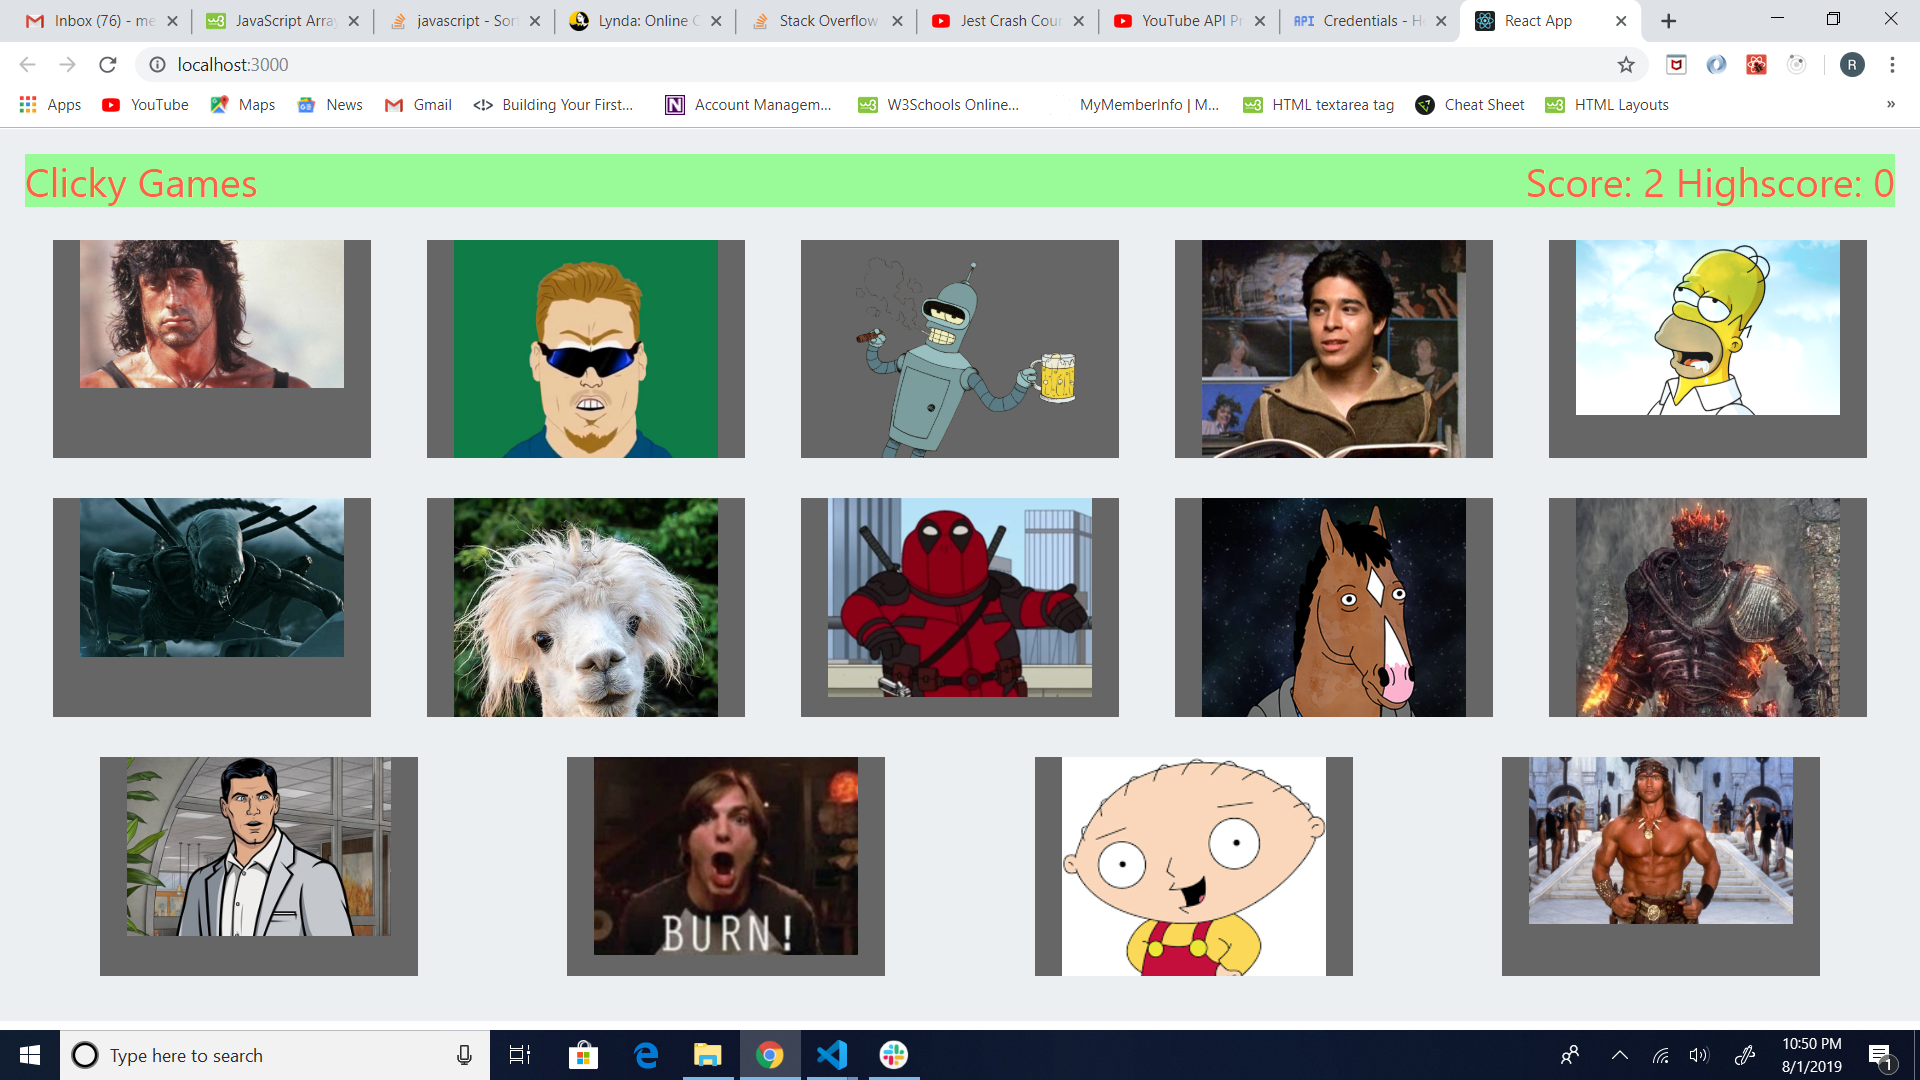 Inbox (76) - me
JavaScript Array
javascript - Sor
Lynda: Online C
Stack Overflow
Jest Crash Cour
YouTube API Pr
API
Credentials - H
React App
localhost:3000
R
Apps
YouTube
Maps
News
Gmail
Building Your First...
N
Account Managem...
W3Schools Online...
MyMemberInfo | M...
HTML textarea tag
Cheat Sheet
HTML Layouts
»
Clicky Games
Score: 2 Highscore: 0
BURN!
Type here to search
10:50 PM
8/1/2019
1